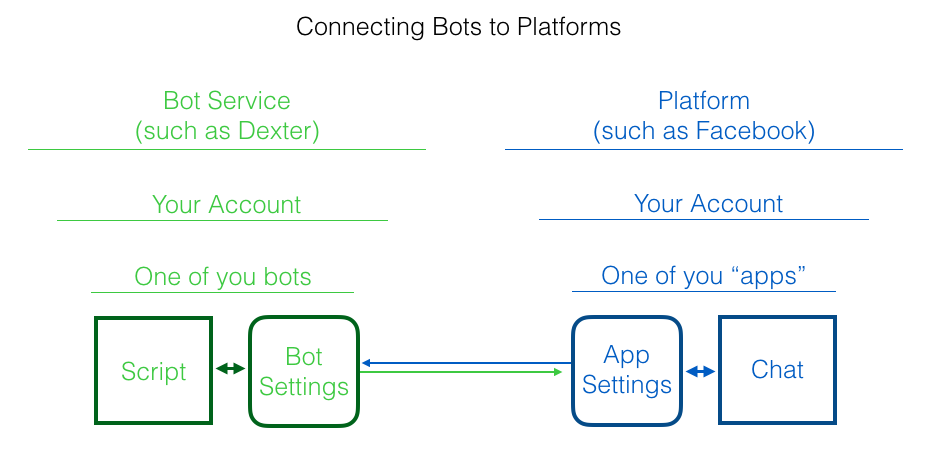 Connecting Bots to Platforms
Bot Service
(such as Dexter)
Platform
(such as Facebook)
Your Account
Your Account
One of you bots
One of you “apps”
Script
Bot
Settings
App
Settings
Chat